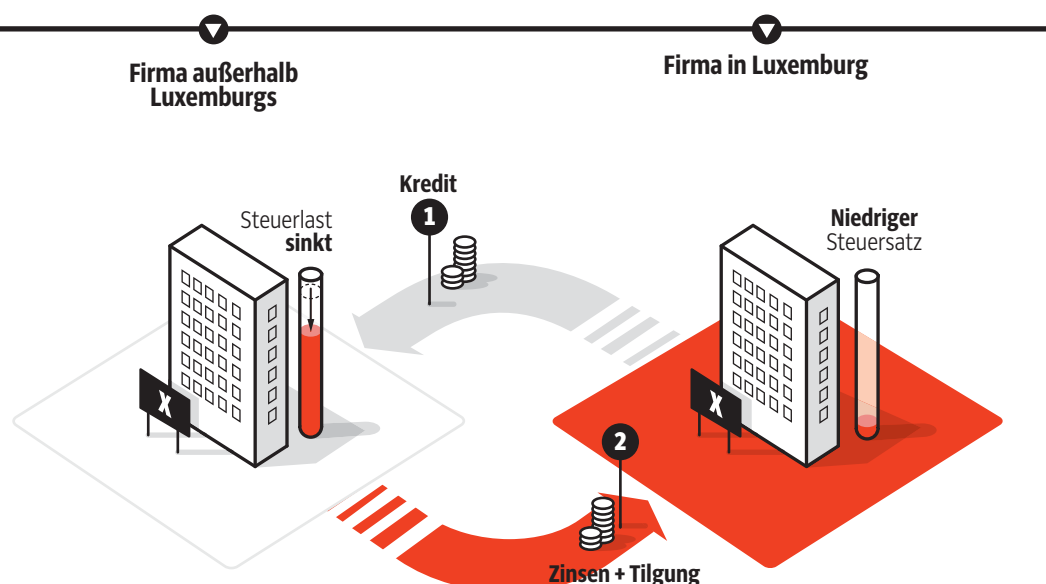 Firma außerhalb
Luxemburgs
Firma in Luxemburg
Kredit
1
Steuerlast
sinkt
Niedriger
Steuersatz
X
X
2
Zinsen + Tilgung